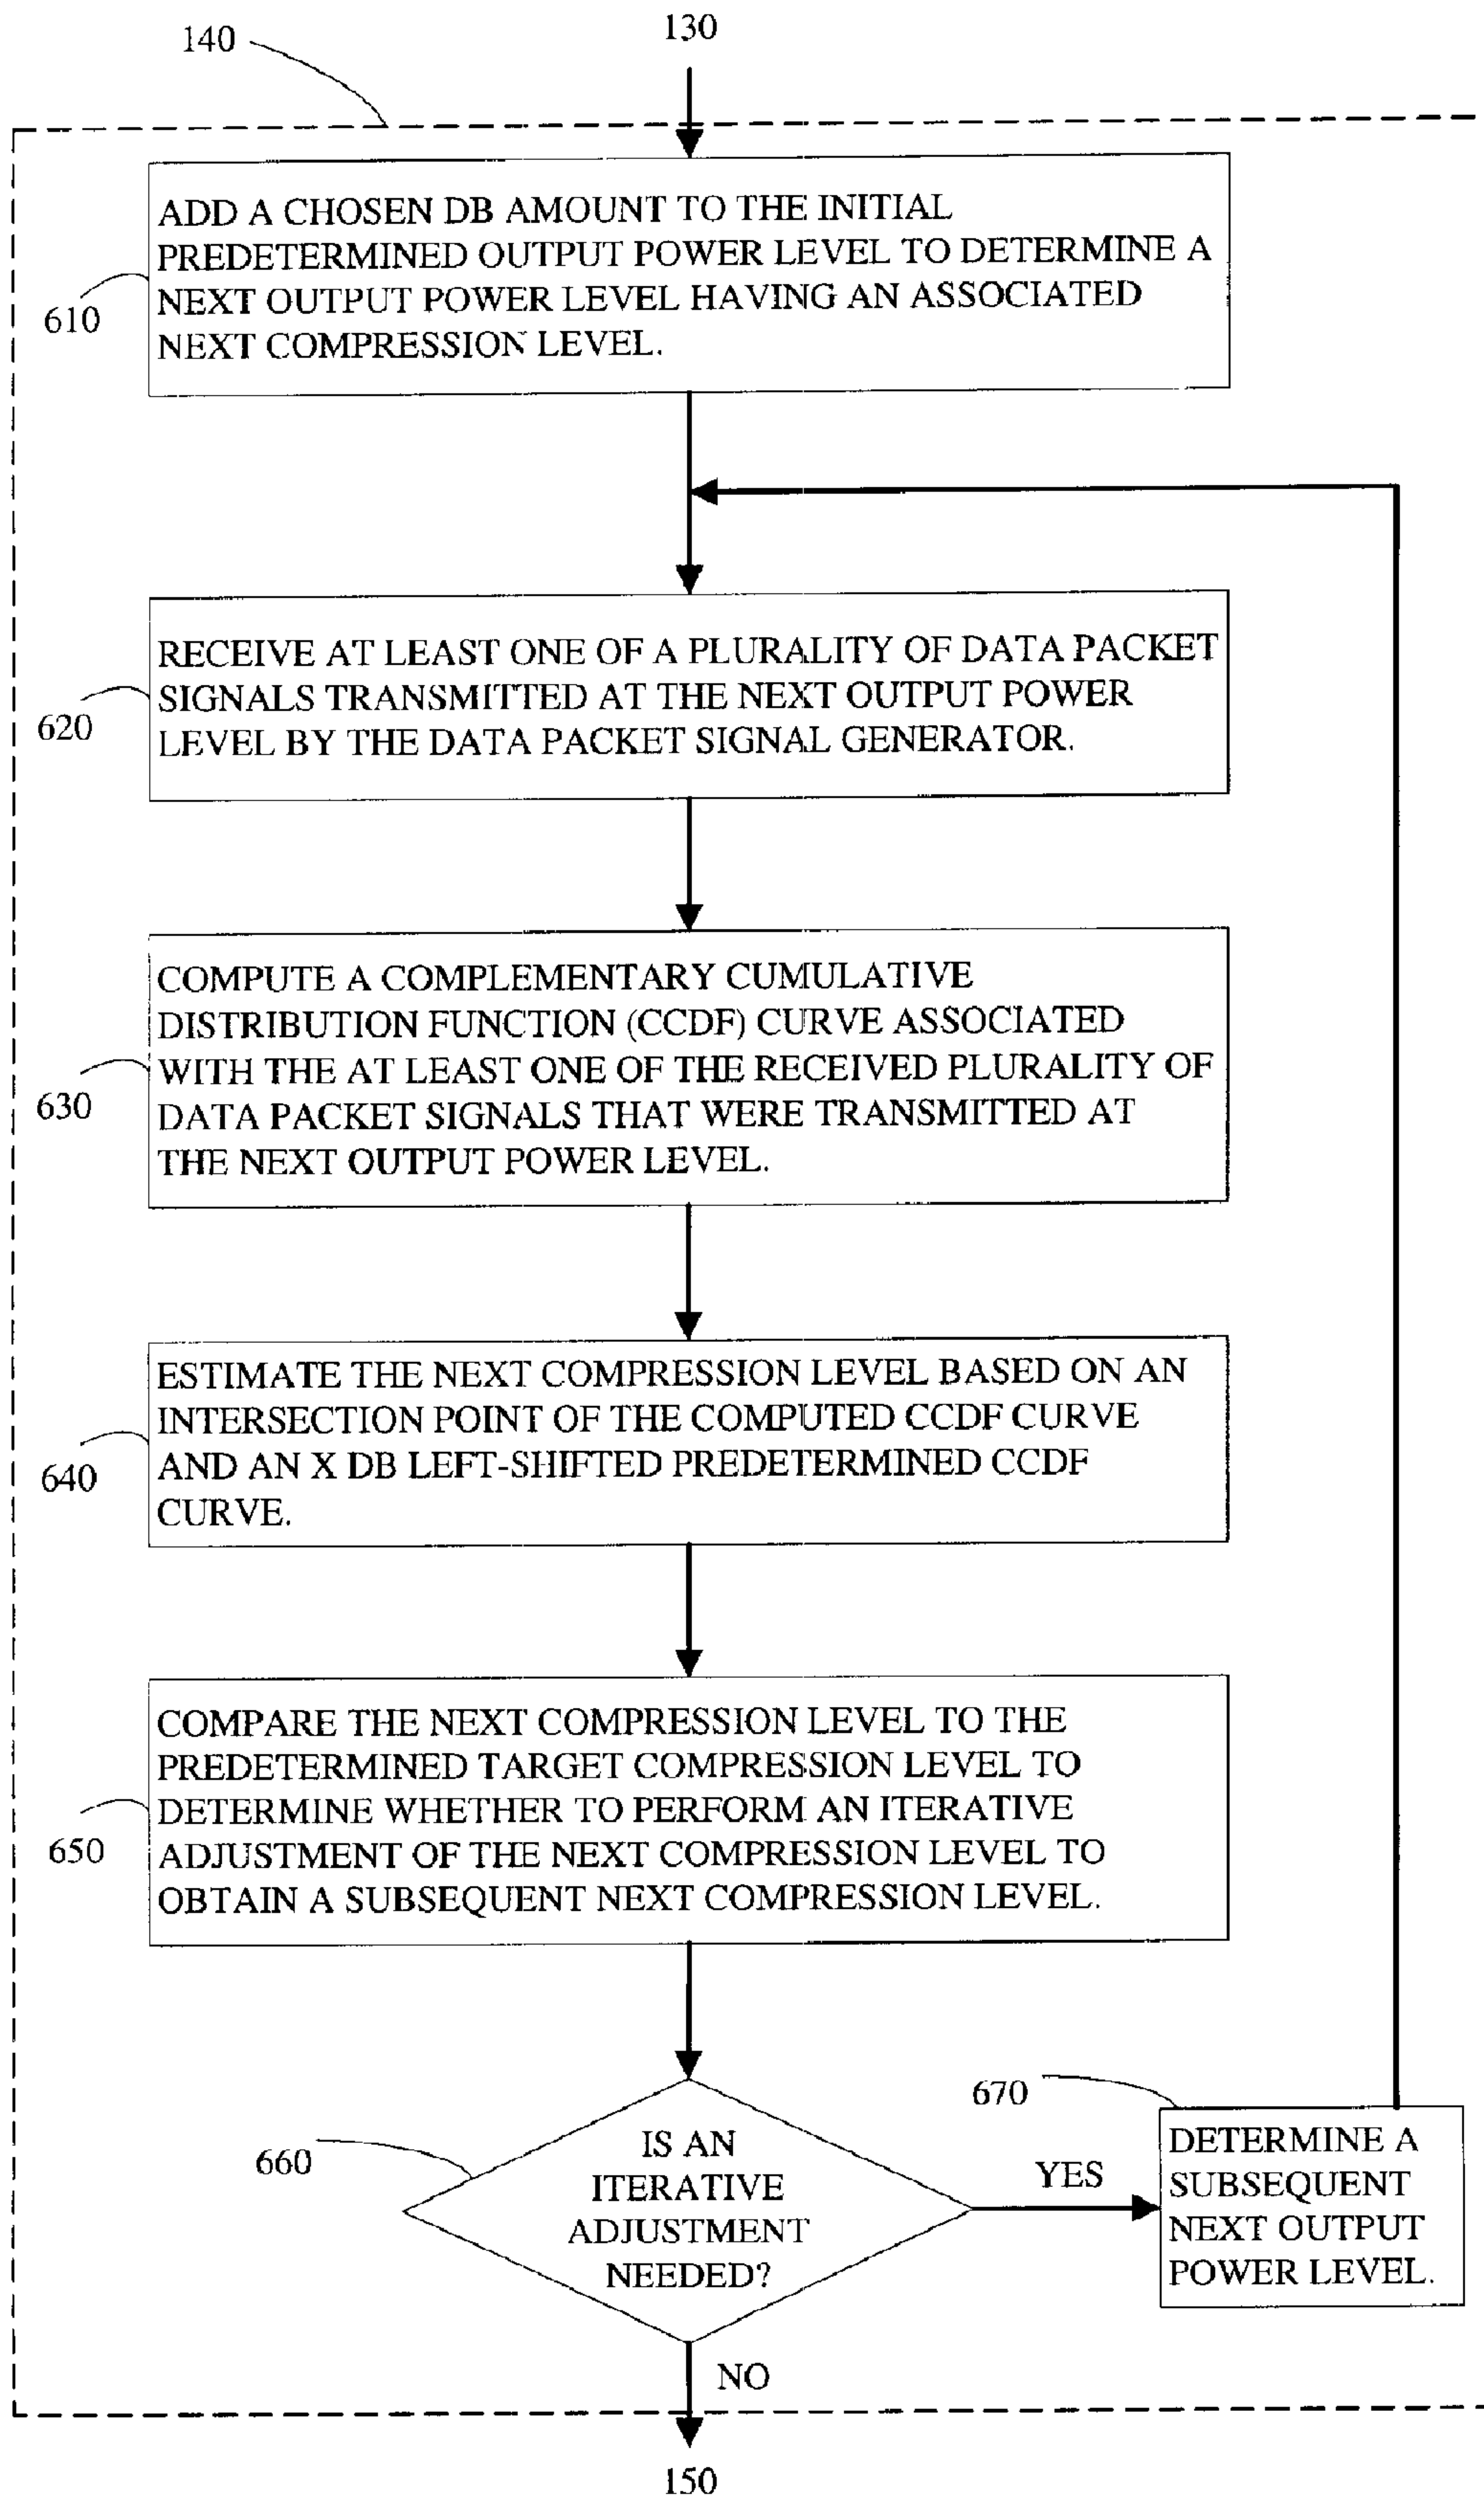 130
140
ADD A CHOSEN DB AMOUNT TO THE INITIAL
PREDETERMINED OUTPUT POWER LEVEL TO DETERMINE A
NEXT OUTPUT POWER LEVEL HAVING AN ASSOCIATED
NEXT COMPRESSION LEVEL.
610
RECEIVE AT LEAST ONE OF A PLURALITY OF DATA PACKET
SIGNALS TRANSMITTED AT THE NEXT OUTPUT POWER
LEVEL BY THE DATA PACKET SIGNAL GENERATOR.
620
COMPUTE A COMPLEMENTARY CUMULATIVE
DISTRIBUTION FUNCTION (CCDF) CURVE ASSOCIATED
WITH THE AT LEAST ONE OF THE RECEIVED PLURALITY OF
DATA PACKET SIGNALS THAT WERE TRANSMITTED AT
THE NEXT OUTPUT POWER LEVEL.
630
ESTIMATE THE NEXT COMPRESSION LEVEL BASED ON AN
INTERSECTION POINT OF THE COMPUTED CCDF CURVE
AND AN X DB LEFT-SHIFTED PREDETERMINED CCDF
CURVE.
640
COMPARE THE NEXT COMPRESSION LEVEL TO THE
PREDETERMINED TARGET COMPRESSION LEVEL TO
DETERMINE WHETHER TO PERFORM AN ITERATIVE
ADJUSTMENT OF THE NEXT COMPRESSION LEVEL TO
OBTAIN A SUBSEQUENT NEXT COMPRESSION LEVEL.
650
660
IS AN
ITERATIVE
ADJUSTMENT
NEEDED?
YES
670
DETERMINE A
SUBSEQUENT
NEXT OUTPUT
POWER LEVEL.
NO
150